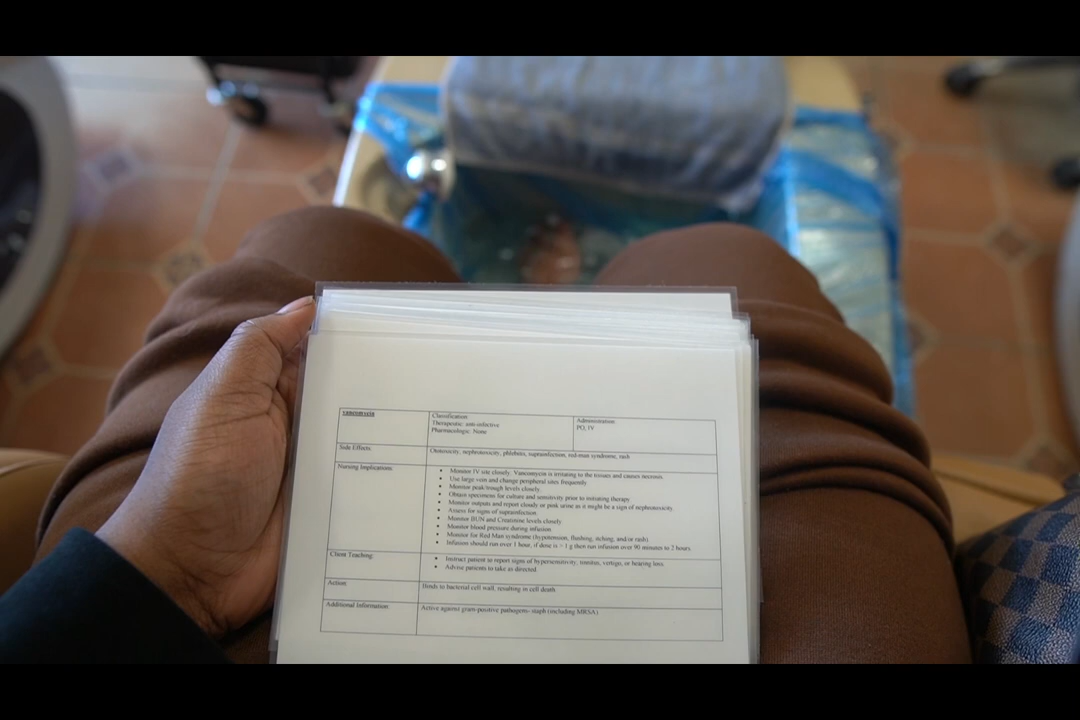 vancomycin
Classification:
Therapeutic: anti-infective
Pharmacologic: None
Administration:
PO, IV
Side Effects:
Ototoxicity, nephrotoxicity, phlebitis, suprainfection, red-man syndrome, rash
Nursing Implications:
• Monitor IV site closely. Vancomycin is irritating to the tissues and causes necrosis.
• Use large vein and change peripheral sites frequently
• Monitor peak/trough levels closely.
• Obtain specimens for culture and sensitivity prior to initiating therapy
• Monitor outputs and report cloudy or pink urine as it might be a sign of nephrotoxicity.
• Assess for signs of suprainfection
• Monitor BUN and Creatinine levels closely
• Monitor blood pressure during infusion
• Monitor for Red Man syndrome (hypotension, flushing, itching, and/or rash)
• Infusion should run over 1 hour, if dose is > 1 g then run infusion over 90 minutes to 2 hours
Client Teaching:
• Instruct patient to report signs of hypersensitivity, tinnitus, vertigo, or hearing loss.
• Advise patients to take as directed.
Action:
Binds to bacterial cell wall, resulting in cell death
Additional Information:
Active against gram-positive pathogens- staph (including MRSA)